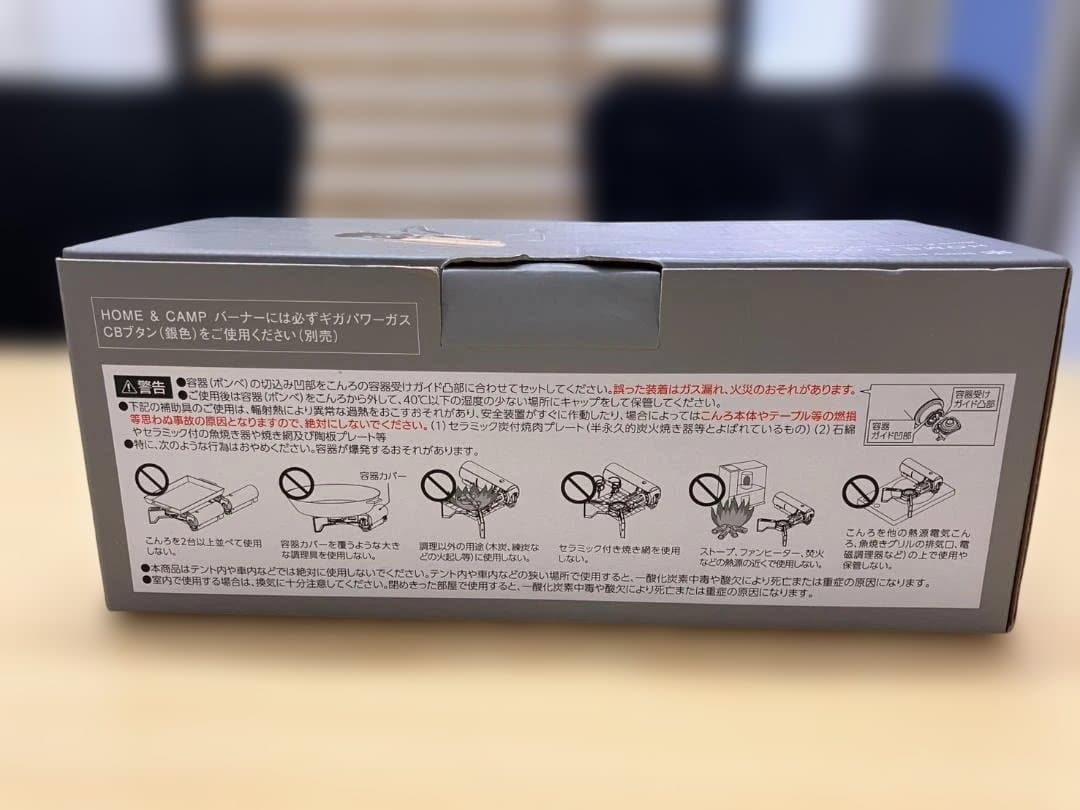 HOME & CAMP バーナーには必ずギガパワーガス
CBブタン(銀色)をご使用ください(別売)
警告
●容器(ボンベ)の切込み凹部をこんろの容器受けガイド凸部に合わせてセットしてください。誤った装着はガス漏れ、火災のおそれがあります。
●ご使用後は容器(ボンベ)をこんろから外して、40℃以下の湿度の少ない場所にキャップをして保管してください。
●下記の補助具のご使用は、輻射熱により異常な過熱をおこすおそれがあり、安全装置がすぐに作動したり、場合によってはこんろ本体やテーブル等の燃損
等思わぬ事故の原因となりますので、絶対にしないでください。(1)セラミック炭付焼肉プレート(半永久的炭火焼き器等とよばれているもの)(2)石綿
やセラミック付の魚焼き器や焼き網及び陶板プレート等
●特に、次のような行為はおやめください。容器が爆発するおそれがあります。
容器受け
ガイド凸部
容器
ガイド凹部
容器カバー
こんろを2台以上並べて使用
しない。
容器カバーを覆うような大き
な調理具を使用しない。
調理以外の用途(木炭、練炭な
どの火起し等)に使用しない。
セラミック付き焼き網を使用
しない。
ストーブ、ファンヒーター、焚火
などの熱源の近くで使用しない。
こんろを他の熱源電気こん
ろ、魚焼きグリルの排気口、電
磁調理器など)の上で使用や
保管しない。
●本商品はテント内や車内などでは絶対に使用しないでください。テント内や車内などの狭い場所で使用すると、一酸化炭素中毒や酸欠により死亡または重症の原因になります。
●室内で使用する場合は、換気に十分注意してください。閉めきった部屋で使用すると、一酸化炭素中毒や酸欠により死亡または重症の原因になります。